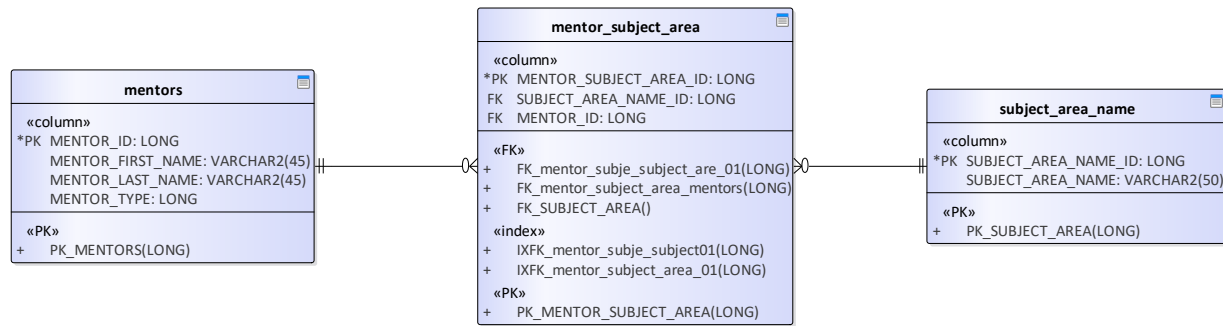 mentors
«column»
*PK MENTOR_ID: LONG
MENTOR_FIRST_NAME: VARCHAR2(45)
MENTOR_LAST_NAME: VARCHAR2(45)
MENTOR_TYPE: LONG
«PK»
+ PK_MENTORS(LONG)
mentor_subject_area
«column»
*PK MENTOR_SUBJECT_AREA_ID: LONG
FK SUBJECT_AREA_NAME_ID: LONG
FK MENTOR_ID: LONG
«FK»
+ FK_mentor_subje_subject_are_01(LONG)
+ FK_mentor_subject_area_mentors(LONG)
+ FK_SUBJECT_AREA()
«index»
+ IXFK_mentor_subje_subject01(LONG)
+ IXFK_mentor_subject_area_01(LONG)
«PK»
+ PK_MENTOR_SUBJECT_AREA(LONG)
subject_area_name
«column»
*PK SUBJECT_AREA_NAME_ID: LONG
SUBJECT_AREA_NAME: VARCHAR2(50)
«PK»
+ PK_SUBJECT_AREA(LONG)